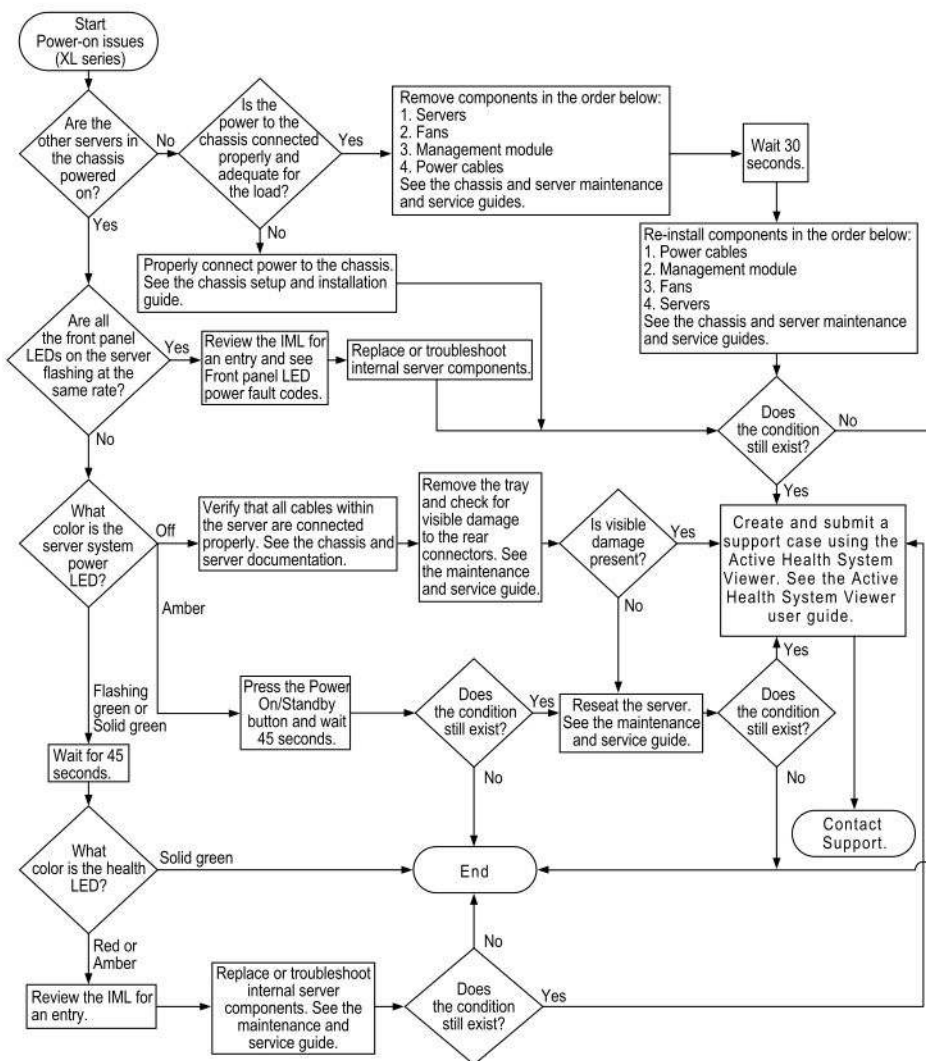 Start
Power-on issues
(XL series)
Are the
other servers in
the chassis
powered
on?
No
Yes
Is the
power to the
chassis connected
properly and
adequate for
the load?
Yes
No
Remove components in the order below:
1. Servers
2. Fans
3. Management module
4. Power cables
See the chassis and server maintenance
and service guides.
Wait 30
seconds.
Re-install components in the order below:
1. Power cables
2. Management module
3. Fans
4. Servers
See the chassis and server maintenance
and service guides.
Properly connect power to the chassis.
See the chassis setup and installation
guide.
Are all
the front panel
LEDs on the server
flashing at the
same rate?
Yes
No
Review the IML for
an entry and see
Front panel LED
power fault codes.
Replace or troubleshoot
internal server components.
Does
the condition
still exist?
No
Yes
What
color is the
server system
power
LED?
Off
Amber
Flashing
green or
Solid green
Verify that all cables within
the server are connected
properly. See the chassis and
server documentation.
Remove the tray
and check for
visible damage
to the rear
connectors. See
the maintenance
and service guide.
Is visible
damage
present?
Yes
No
Create and submit a
support case using the
Active Health System
Viewer. See the Active
Health System Viewer
user guide.
Press the Power
On/Standby
button and wait
45 seconds.
Does
the condition
still exist?
Yes
No
Reseat the server.
See the maintenance
and service guide.
Does
the condition
still exist?
Yes
No
Contact
Support.
Wait for 45
seconds.
What
color is the health
LED?
Solid green
Red or
Amber
End
Review the IML for
an entry.
Replace or troubleshoot
internal server
components. See the
maintenance and
service guide.
Does
the condition
still exist?
No
Yes